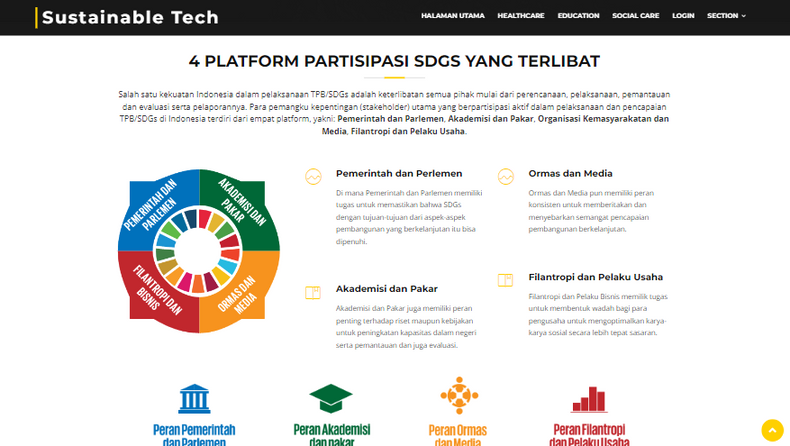 Sustainable Tech
HALAMAN UTAMA HEALTHCARE EDUCATION SOCIAL CARE LOGIN SECTION
4 PLATFORM PARTISIPASI SDGS YANG TERLIBAT
Salah satu kekuatan Indonesia dalam pelaksanaan TPB/SDGs adalah keterlibatan semua pihak mulai dari perencanaan, pelaksanaan, pemantauan
dan evaluasi serta pelaporannya. Para pemangku kepentingan (stakeholder) utama yang berpartisipasi aktif dalam pelaksanaan dan pencapaian
TPB/SDGs di Indonesia terdiri dari empat platform, yakni: Pemerintah dan Parlemen, Akademisi dan Pakar, Organisasi Kemasyarakatan dan
Media, Filantropi dan Pelaku Usaha.
PEMERINTAH DAN
PARLEMEN
AKADEMISI DAN
PAKAR
FILANTROPI DAN
BISNIS
ORMAS DAN
MEDIA
Pemerintah dan Perlemen
Di mana Pemerintah dan Parlemen memiliki
tugas untuk memastikan bahwa SDGs
dengan tujuan-tujuan dari aspek-aspek
pembangunan yang berkelanjutan itu bisa
dipenuhi.
Ormas dan Media
Ormas dan Media pun memiliki peran
konsisten untuk memberitakan dan
menyebarkan semangat pencapaian
pembangunan berkelanjutan.
Akademisi dan Pakar
Akademisi dan Pakar juga memiliki peran
penting terhadap riset maupun kebijakan
untuk peningkatan kapasitas dalam negeri
serta pemantauan dan juga evaluasi.
Filantropi dan Pelaku Usaha
Filantropi dan Pelaku Bisnis memilik tugas
untuk membentuk wadah bagi para
pengusaha untuk mengoptimalkan karya-
karya sosial secara lebih tepat sasaran.
Peran Pemerintah
dan Parlemen
Peran Akademisi
dan pakar
Peran Ormas
dan Media
Peran Filantropi
dan Pelaku Usaha